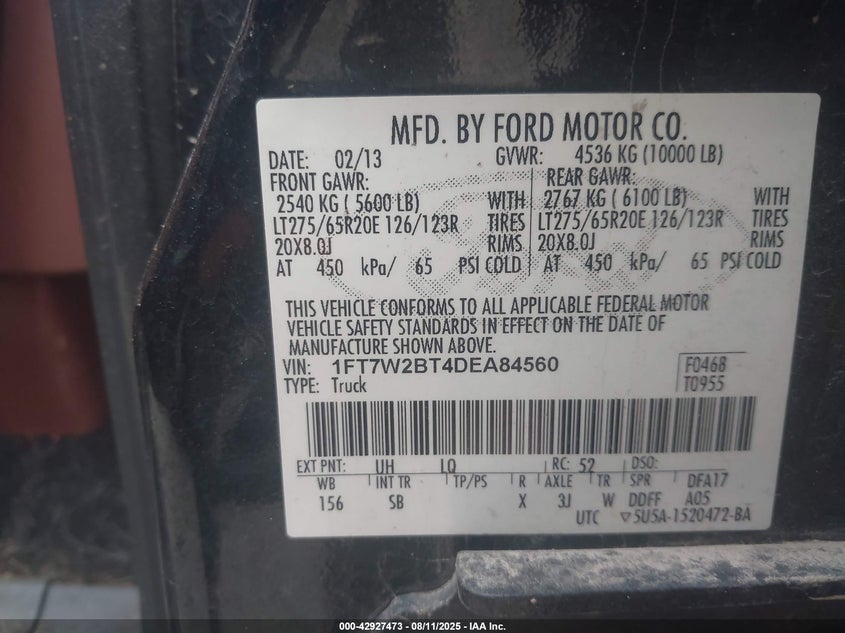 MFD. BY FORD MOTOR CO.
DATE: 02/13 GVWR: 4536 KG (10000 LB)
FRONT GAWR: REAR GAWR:
2540 KG ( 5600 LB) WITH 2767 KG ( 6100 LB) WITH
LT275/65R20E 126/123R TIRES LT275/65R20E 126/123R TIRES
20X8.0J RIMS 20X8.0J RIMS
AT 450 kPa/ 65 PSI COLD AT 450 kPa/ 65 PSI COLD
THIS VEHICLE CONFORMS TO ALL APPLICABLE FEDERAL MOTOR
VEHICLE SAFETY STANDARDS IN EFFECT ON THE DATE OF
MANUFACTURE SHOWN ABOVE.
VIN: 1FT7W2BT4DEA84560 F0468
TYPE: Truck T0955
EXT PNT: UH LQ RC: 52 DSO:
WB INT TR TP/PS R AXLE TR SPR DFA17
156 SB X 3J W DDFF A05
UTC ▽5U5A-1520472-BA
000-42927473 - 08/11/2025 - IAA Inc.